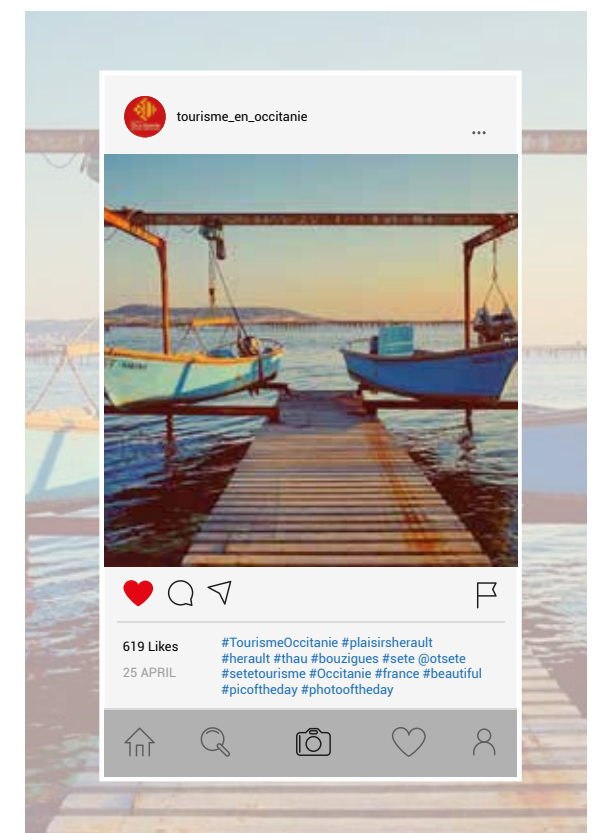 tourisme_en_occitanie
...
619 Likes
25 APRIL
#TourismeOccitanie #plaisirsherault
#herault #thau #bouzigues #sete @otsete
#setetourisme #Occitanie #france #beautiful
#picoftheday #photooftheday